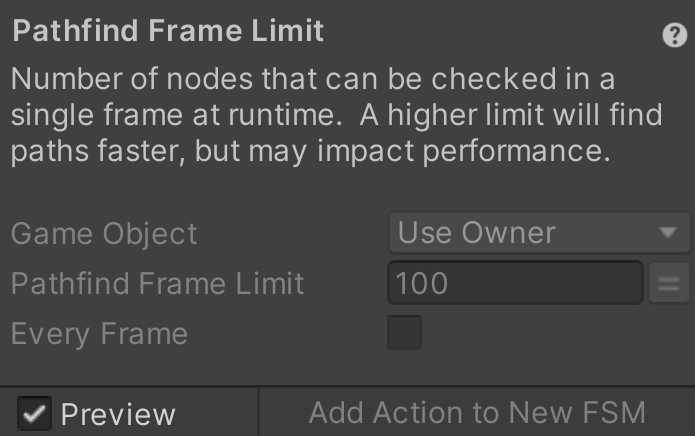 Pathfind Frame Limit
?
Number of nodes that can be checked in a
single frame at runtime.  A higher limit will find
paths faster, but may impact performance.
Game Object
Use Owner
Pathfind Frame Limit
100
=
Every Frame
Preview
Add Action to New FSM